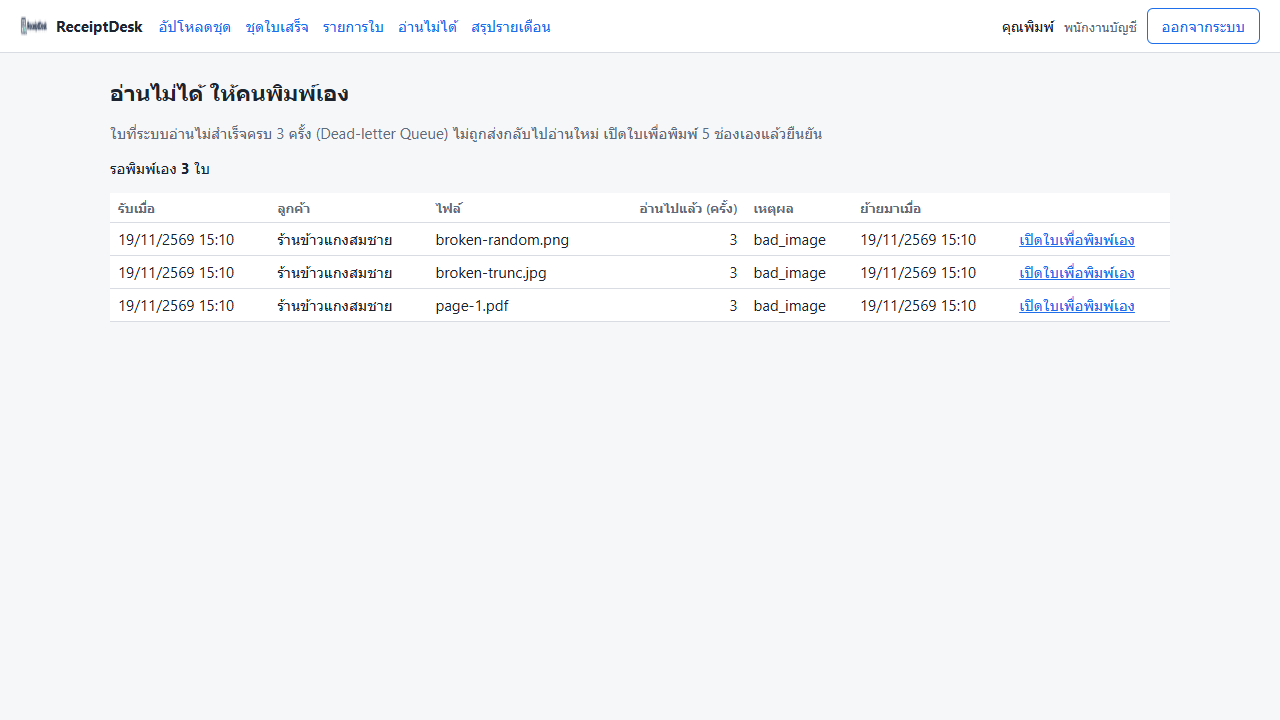 ReceiptDesk อัปโหลดชุด ชุดใบเสร็จ รายการใบ อ่านไม่ได้ สรุปรายเดือน คุณพิมพ์ พนักงานบัญชี ออกจากระบบ
อ่านไม่ได้ ให้คนพิมพ์เอง
ใบที่ระบบอ่านไม่สำเร็จครบ 3 ครั้ง (Dead-letter Queue) ไม่ถูกส่งกลับไปอ่านใหม่ เปิดใบเพื่อพิมพ์ 5 ช่องเองแล้วยืนยัน
รอพิมพ์เอง 3 ใบ
รับเมื่อ ลูกค้า ไฟล์ อ่านไปแล้ว (ครั้ง) เหตุผล ย้ายมาเมื่อ
19/11/2569 15:10 ร้านข้าวแกงสมชาย broken-random.png 3 bad_image 19/11/2569 15:10 เปิดใบเพื่อพิมพ์เอง
19/11/2569 15:10 ร้านข้าวแกงสมชาย broken-trunc.jpg 3 bad_image 19/11/2569 15:10 เปิดใบเพื่อพิมพ์เอง
19/11/2569 15:10 ร้านข้าวแกงสมชาย page-1.pdf 3 bad_image 19/11/2569 15:10 เปิดใบเพื่อพิมพ์เอง